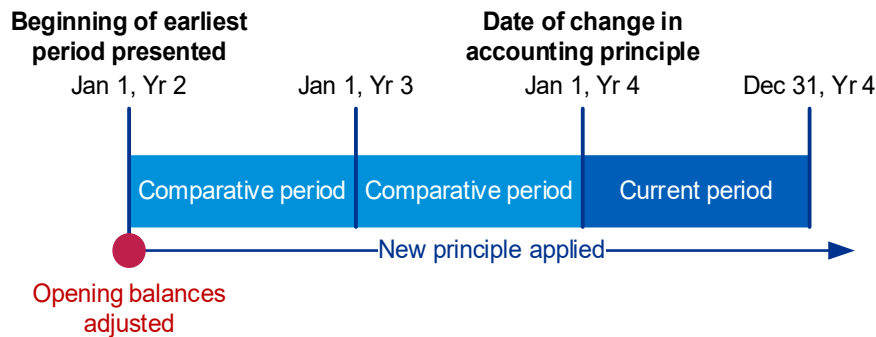 Beginning of earliest
period presented
Jan 1, Yr 2
Jan 1, Yr 3
Date of change in
accounting principle
Jan 1, Yr 4
Dec 31, Yr 4
Comparative period
Comparative period
Current period
New principle applied
Opening balances
adjusted